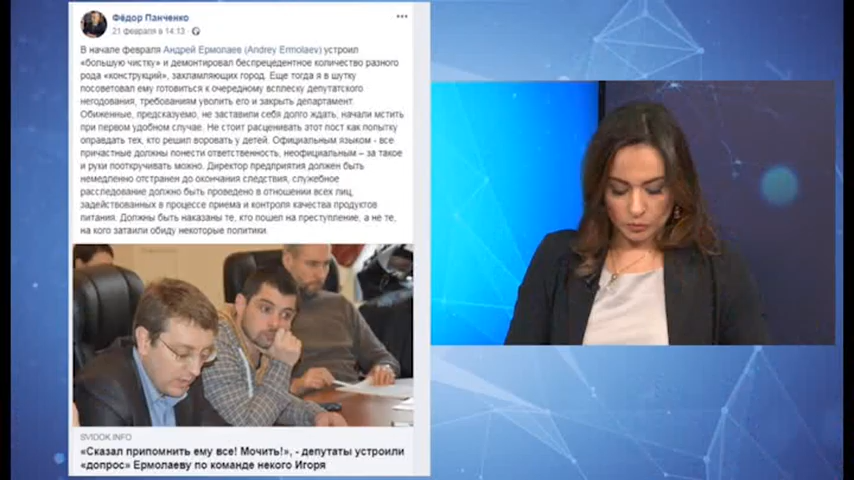 Фёдор Панченко
21 февраля в 14:13
В начале февраля Андрей Ермолаев (Andrey Ermolaev) устроил
«большую чистку» и демонтировал беспрецедентное количество разного
рода «конструкций», захламляющих город. Еще тогда я в шутку
посоветовал ему готовиться к очередному всплеску депутатского
негодования, требованиям уволить его и закрыть департамент.
Обиженные, предсказуемо, не заставили себя долго ждать, начали мстить
при первом удобном случае. Не стоит расценивать этот пост как попытку
оправдать тех, кто решил воровать у детей. Официальным языком - все
причастные должны понести ответственность, неофициальным – за такое
и руки пооткручивать можно. Директор предприятия должен быть
немедленно отстранен до окончания следствия, служебное
расследование должно быть проведено в отношении всех лиц,
задействованных в процессе приема и контроля качества продуктов
питания. Должны быть наказаны те, кто пошел на преступление, а не те,
на кого затаили обиду некоторые политики.
SVIDOK.INFO
«Сказал припомнить ему все! Мочить!», - депутаты устроили
«допрос» Ермолаеву по команде некого Игоря